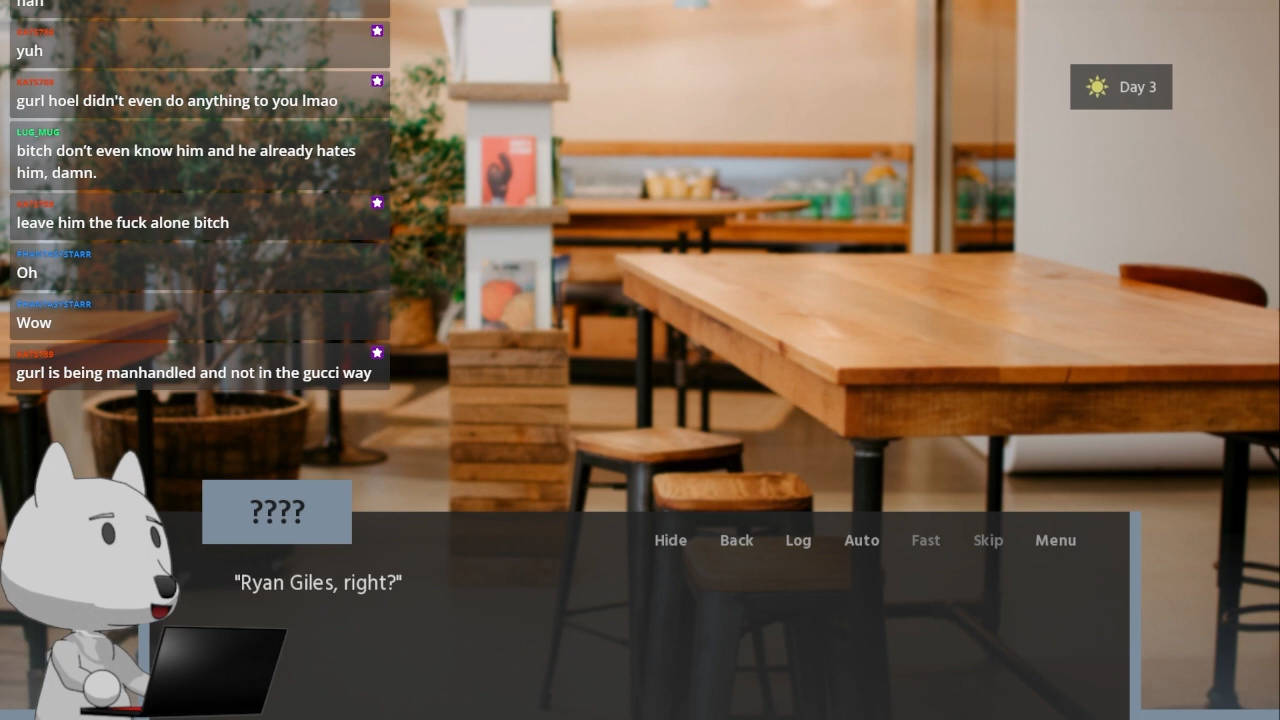 nan
yuh
gurl hoel didn't even do anything to you lmao
LUG_MUG
bitch don’t even know him and he already hates
him, damn.
leave him the fuck alone bitch
Oh
Wow
gurl is being manhandled and not in the gucci way
Day 3
????
Hide Back Log Auto Fast Skip Menu
"Ryan Giles, right?"